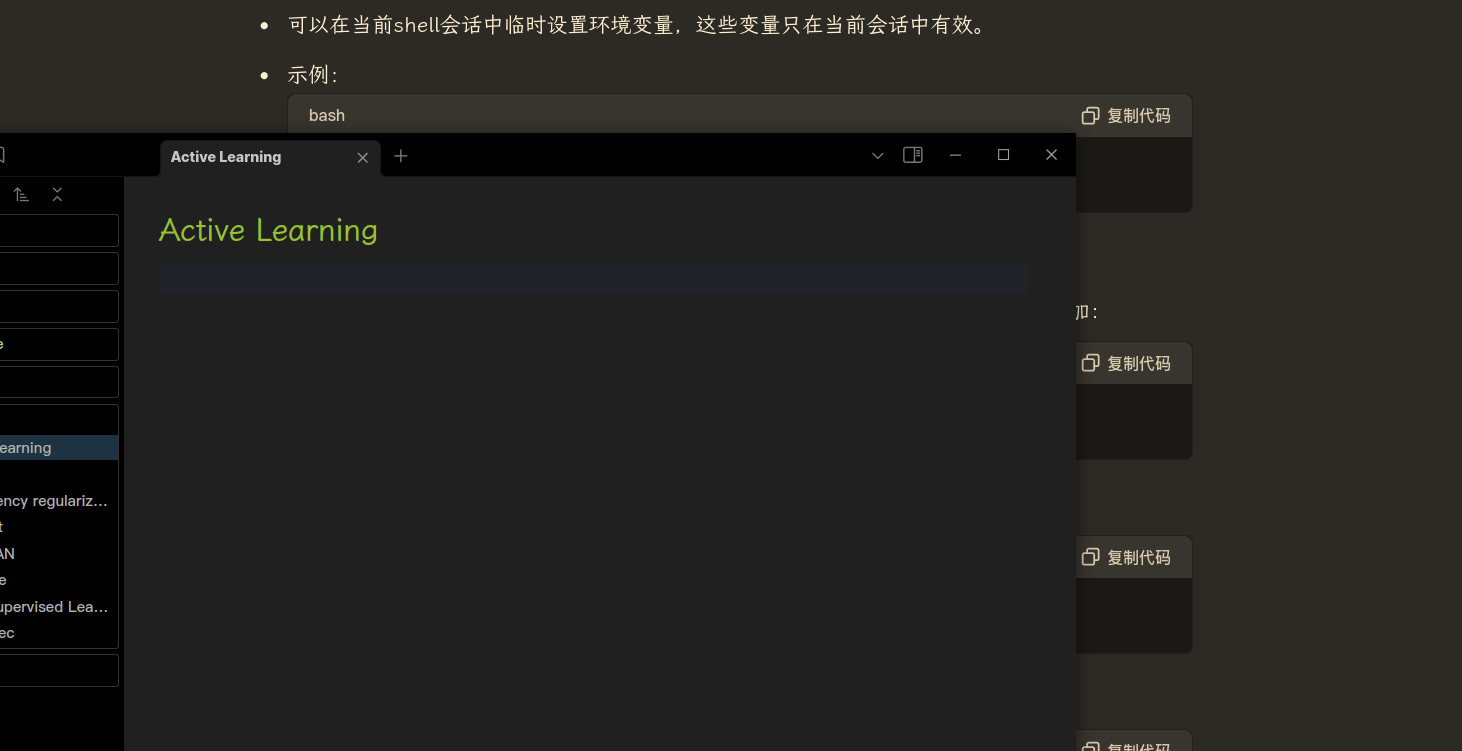 可以在当前shell会话中临时设置环境变量，这些变量只在当前会话中有效。
示例：
bash
复制代码
Active Learning
Active Learning
加：
复制代码
e
earning
ency regulariz...
t
AN
复制代码
e
upervised Lea...
ec
复制代码